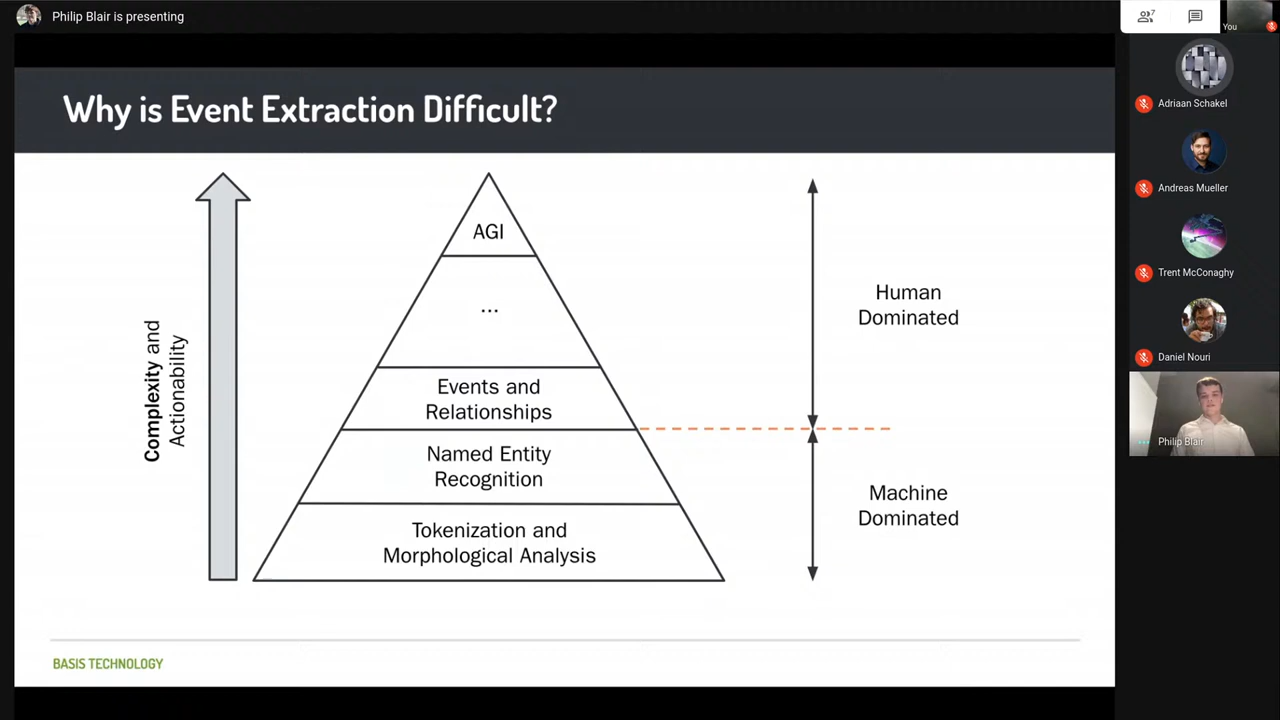 Philip Blair is presenting
7
You
Why is Event Extraction Difficult?
Complexity and
Actionability
AGI
...
Events and
Relationships
Named Entity
Recognition
Tokenization and
Morphological Analysis
Human
Dominated
Machine
Dominated
BASIS TECHNOLOGY
Adriaan Schakel
Andreas Mueller
Trent McConaghy
Daniel Nouri
Philip Blair